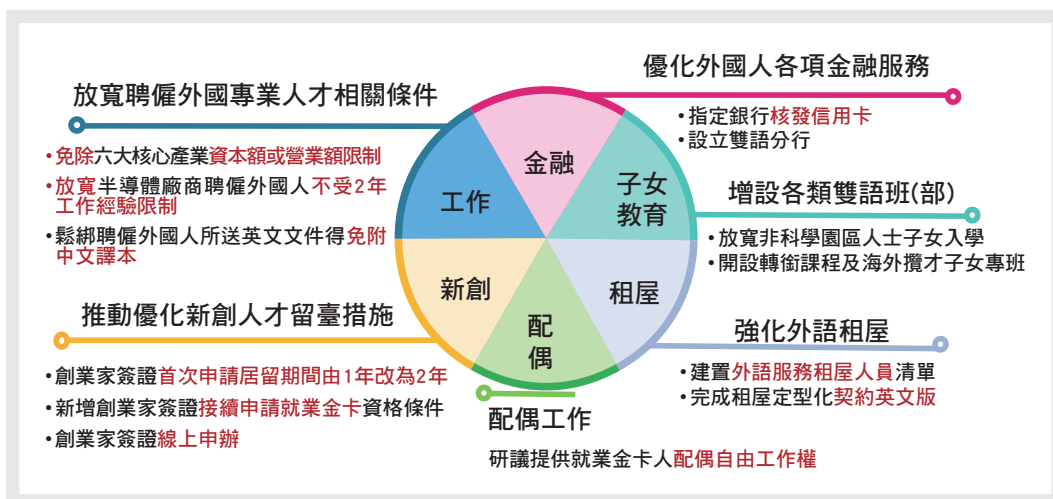 放寬聘僱外國專業人才相關條件
•免除六大核心產業資本額或營業額限制
•放寬半導體廠商聘僱外國人不受2年
工作經驗限制
•鬆綁聘僱外國人所送英文文件得免附
中文譯本
推動優化新創人才留臺措施
•創業家簽證首次申請居留期間由1年改為2年
•新增創業家簽證接續申請就業金卡資格條件
•創業家簽證線上申辦
金融
子女
教育
租屋
配
偶
新創
工作
優化外國人各項金融服務
•指定銀行核發信用卡
•設立雙語分行
增設各類雙語班(部)
•放寬非科學園區人士子女入學
•開設轉銜課程及海外攬才子女專班
強化外語租屋
•建置外語服務租屋人員清單
•完成租屋定型化契約英文版
配偶工作
研議提供就業金卡人配偶自由工作權